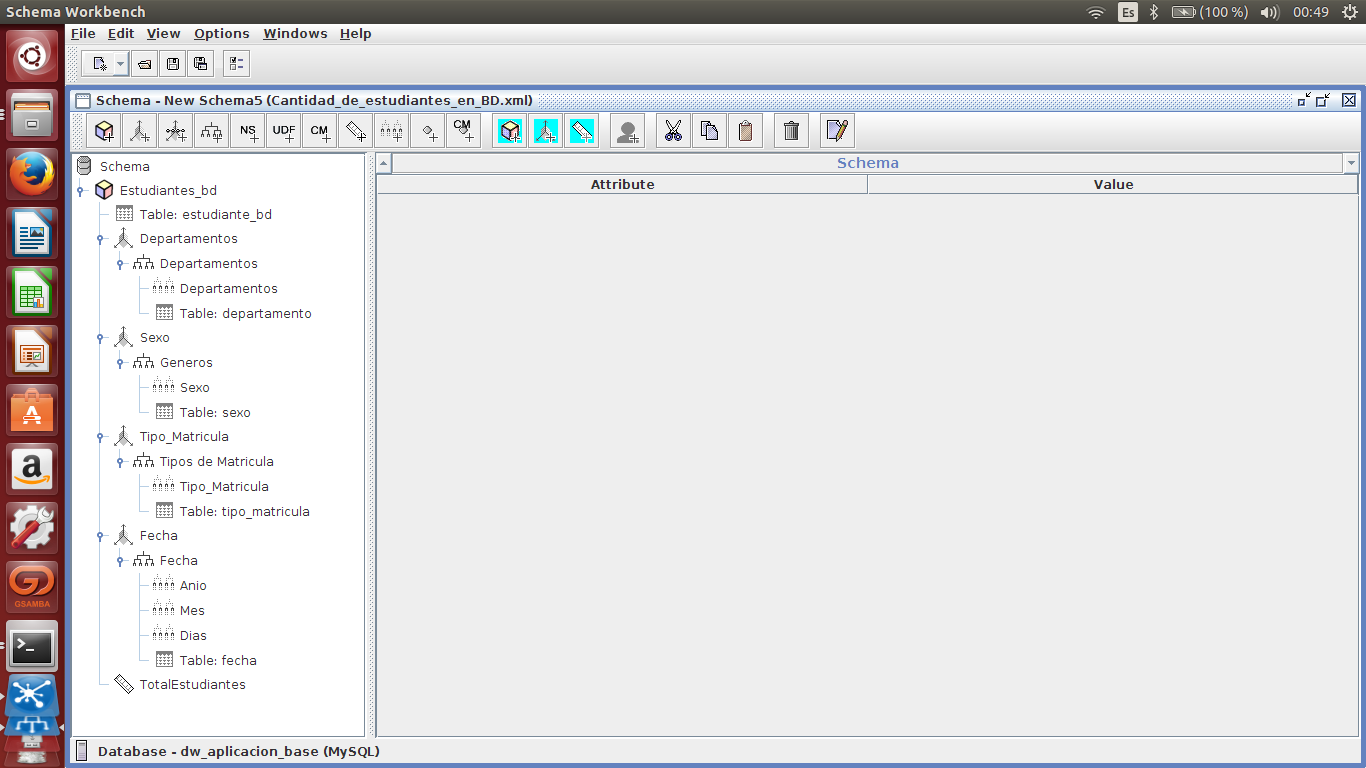 Schema Workbench
Es
(100 %)
00:49
File Edit View Options Windows Help
Schema - New Schema5 (Cantidad_de_estudiantes_en_BD.xml)
NS UDF CM CM
Schema
Estudiantes_bd
Table: estudiante_bd
Departamentos
Departamentos
Departamentos
Table: departamento
Sexo
Generos
Sexo
Table: sexo
Tipo_Matricula
Tipos de Matricula
Tipo_Matricula
Table: tipo_matricula
Fecha
Fecha
Anio
Mes
Dias
Table: fecha
TotalEstudiantes
Schema
Attribute Value
GSAMBA
Database - dw_aplicacion_base (MySQL)